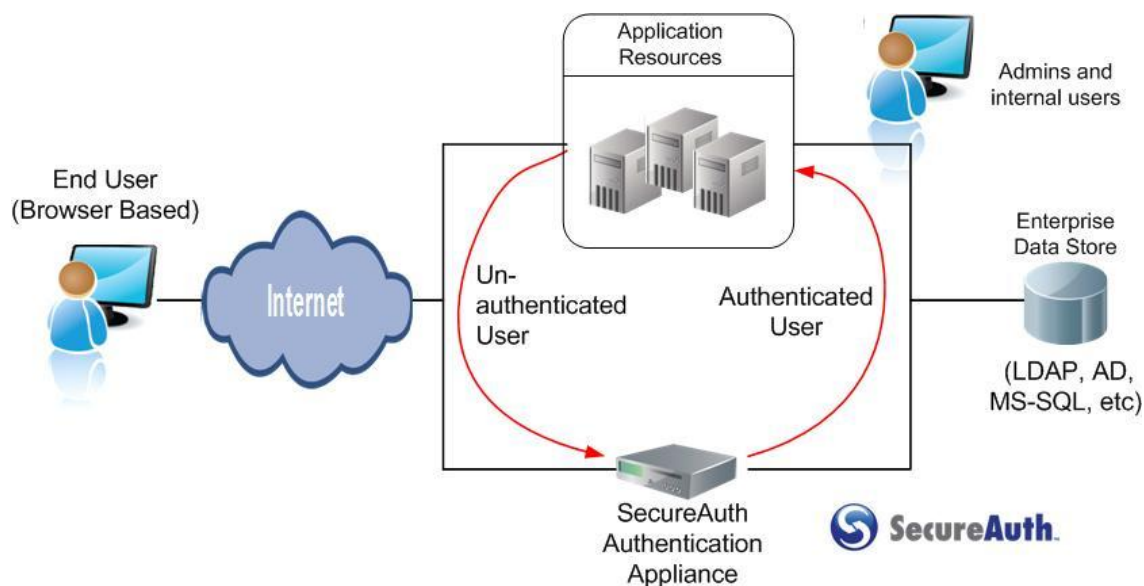 Application
Resources
Admins and
internal users
End User
(Browser Based)
Internet
Un-
authenticated
User
Authenticated
User
Enterprise
Data Store
(LDAP, AD,
MS-SQL, etc)
SecureAuth
Authentication
Appliance
SecureAuth™